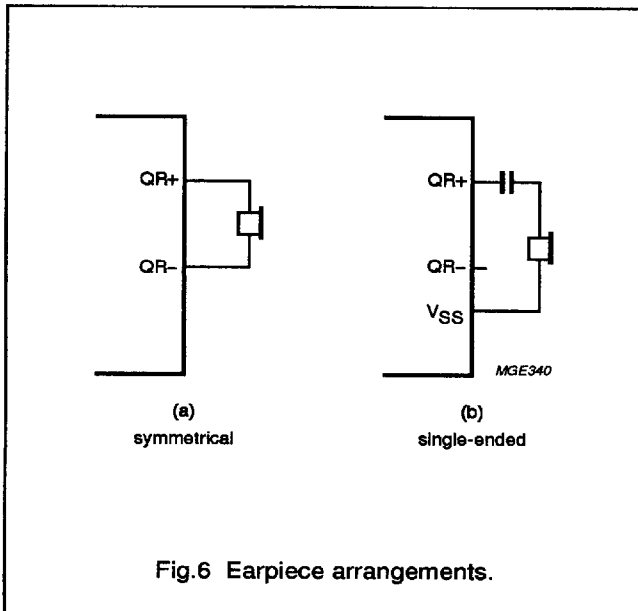 QR+
QR−
(a)
symmetrical
QR+
QR−
VSS
MGE340
(b)
single-ended
Fig.6 Earpiece arrangements.